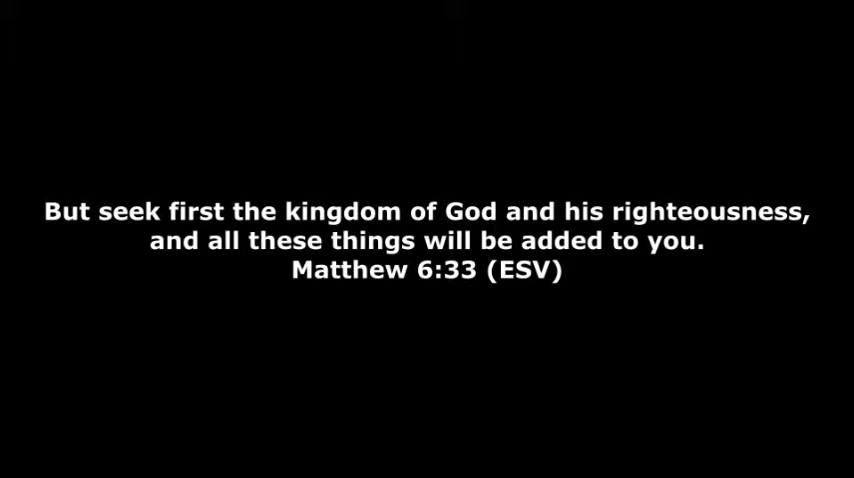 But seek first the kingdom of God and his righteousness,
and all these things will be added to you.
Matthew 6:33 (ESV)